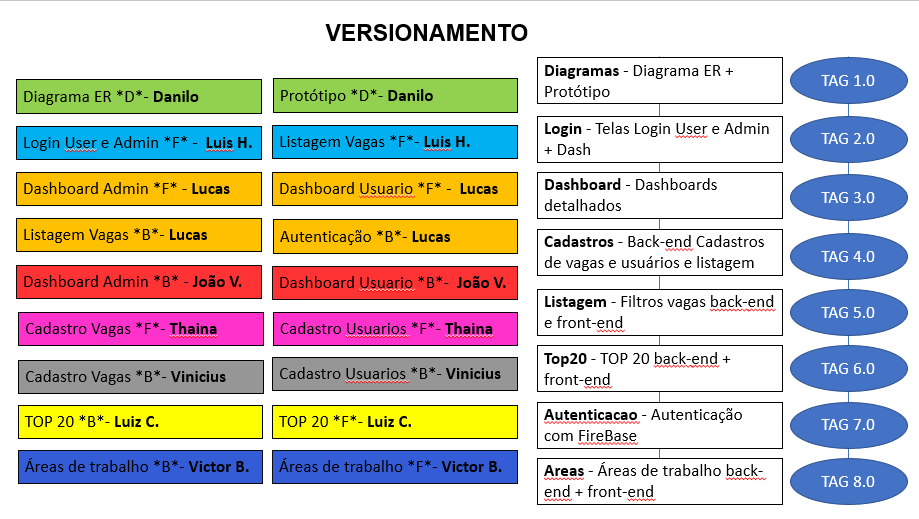 VERSIONAMENTO
Diagrama ER *D*- Danilo
Protótipo *D*- Danilo
Login User e Admin *F* -  Luis H.
Listagem Vagas *F*- Luis H.
Dashboard Admin *F* - Lucas
Dashboard Usuario *F* -  Lucas
Listagem Vagas *B*- Lucas
Autenticação *B*- Lucas
Dashboard Admin *B* - João V.
Dashboard Usuario *B*-  João V.
Cadastro Vagas *F*- Thaina
Cadastro Usuarios *F*- Thaina
Cadastro Vagas *B*- Vinicius
Cadastro Usuarios *B*- Vinicius
TOP 20 *B*- Luiz C.
TOP 20 *F*- Luiz C.
Áreas de trabalho *B*- Victor B.
Áreas de trabalho *F*- Victor B.
Diagramas - Diagrama ER +
Protótipo
TAG 1.0
Login - Telas Login User e Admin
+ Dash
TAG 2.0
Dashboard - Dashboards
detalhados
TAG 3.0
Cadastros - Back-end Cadastros
de vagas e usuários e listagem
TAG 4.0
Listagem - Filtros vagas back-end
e front-end
TAG 5.0
Top20 - TOP 20 back-end +
front-end
TAG 6.0
Autenticacao - Autenticação
com FireBase
TAG 7.0
Areas - Áreas de trabalho back-
end + front-end
TAG 8.0